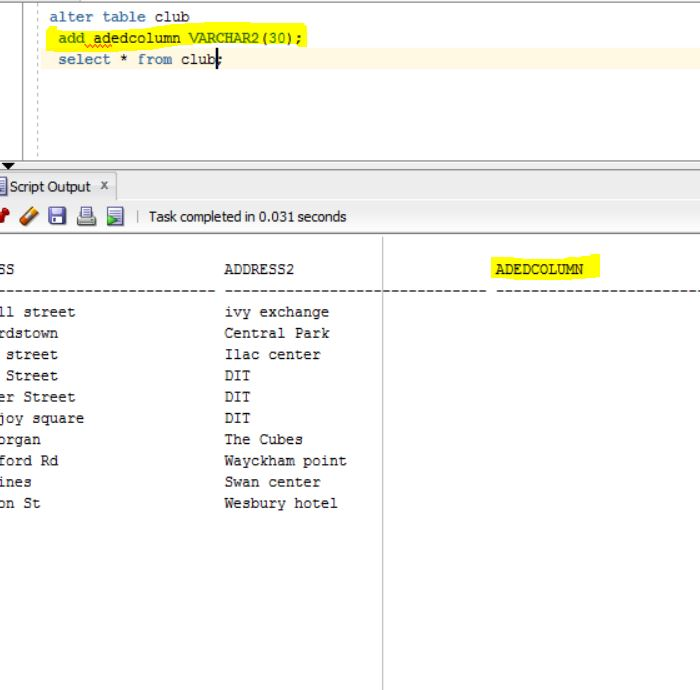 alter table club
add adedcolumn VARCHAR2(30);
select * from club;
Script Output x
Task completed in 0.031 seconds
SS ADDRESS2 ADEDCOLUMN
ll street ivy exchange
rdstown Central Park
street Ilac center
Street DIT
er Street DIT
joy square DIT
organ The Cubes
ford Rd Wayckham point
ines Swan center
on St Wesbury hotel